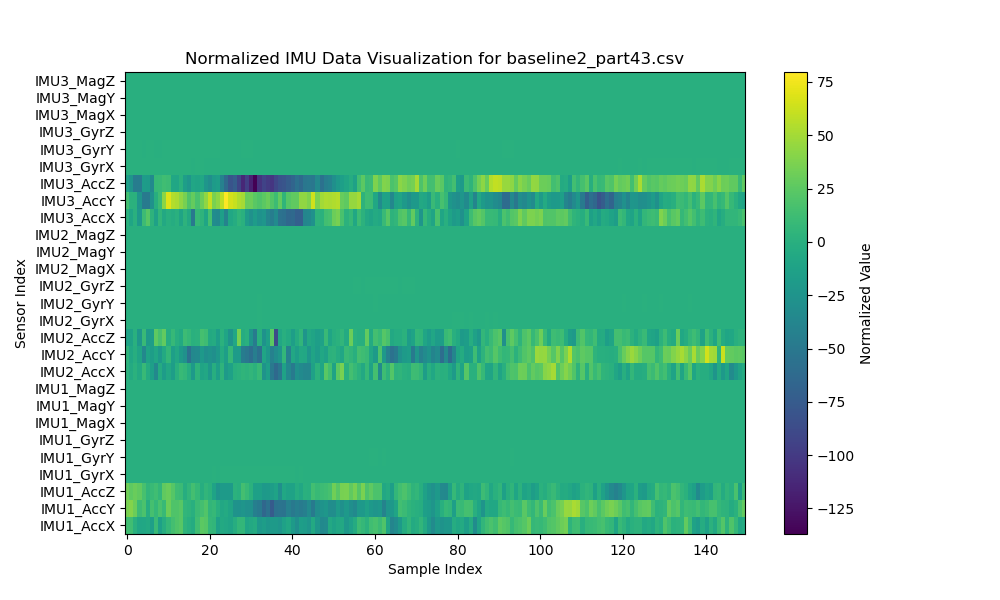 Normalized IMU Data Visualization for baseline2_part43.csv
IMU3_MagZ
IMU3_MagY
IMU3_MagX
IMU3_GyrZ
IMU3_GyrY
IMU3_GyrX
IMU3_AccZ
IMU3_AccY
IMU3_AccX
IMU2_MagZ
IMU2_MagY
IMU2_MagX
IMU2_GyrZ
IMU2_GyrY
IMU2_GyrX
IMU2_AccZ
IMU2_AccY
IMU2_AccX
IMU1_MagZ
IMU1_MagY
IMU1_MagX
IMU1_GyrZ
IMU1_GyrY
IMU1_GyrX
IMU1_AccZ
IMU1_AccY
IMU1_AccX
Sensor Index
0 20 40 60 80 100 120 140
Sample Index
75
50
25
0
−25
−50
−75
−100
−125
Normalized Value